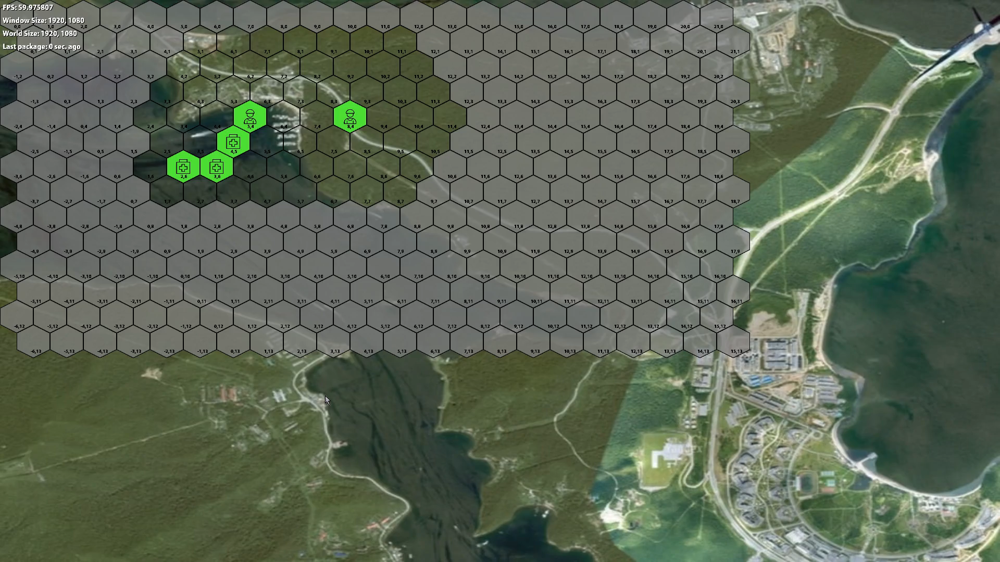 FPS: 59.975807
Window Size: 1920, 1080
World Size: 1920, 1080
Last package: 0 sec. ago
0,0 1,0 2,0 3,0 4,0 5,0 6,0 7,0 8,0 9,0 10,0 11,0 12,0 13,0 14,0 15,0 16,0 17,0 18,0 19,0 20,0 21,0
0,1 1,1 2,1 3,1 4,1 5,1 6,1 7,1 8,1 9,1 10,1 11,1 12,1 13,1 14,1 15,1 16,1 17,1 18,1 19,1 20,1 21,1
-1,2 0,2 1,2 2,2 3,2 4,2 5,2 6,2 7,2 8,2 9,2 10,2 11,2 12,2 13,2 14,2 15,2 16,2 17,2 18,2 19,2 20,2
-1,3 0,3 1,3 2,3 3,3 4,3 5,3 6,3 7,3 8,3 9,3 10,3 11,3 12,3 13,3 14,3 15,3 16,3 17,3 18,3 19,3 20,3
-2,4 -1,4 0,4 1,4 2,4 3,4 4,4 5,4 6,4 7,4 8,4 9,4 10,4 11,4 12,4 13,4 14,4 15,4 16,4 17,4 18,4 19,4
-2,5 -1,5 0,5 1,5 2,5 3,5 4,5 5,5 6,5 7,5 8,5 9,5 10,5 11,5 12,5 13,5 14,5 15,5 16,5 17,5 18,5 19,5
-3,6 -2,6 -1,6 0,6 1,6 2,6 3,6 4,6 5,6 6,6 7,6 8,6 9,6 10,6 11,6 12,6 13,6 14,6 15,6 16,6 17,6 18,6
-3,7 -2,7 -1,7 0,7 1,7 2,7 3,7 4,7 5,7 6,7 7,7 8,7 9,7 10,7 11,7 12,7 13,7 14,7 15,7 16,7 17,7 18,7
-4,8 -3,8 -2,8 -1,8 0,8 1,8 2,8 3,8 4,8 5,8 6,8 7,8 8,8 9,8 10,8 11,8 12,8 13,8 14,8 15,8 16,8 17,8
-4,9 -3,9 -2,9 -1,9 0,9 1,9 2,9 3,9 4,9 5,9 6,9 7,9 8,9 9,9 10,9 11,9 12,9 13,9 14,9 15,9 16,9 17,9
-5,10 -4,10 -3,10 -2,10 -1,10 0,10 1,10 2,10 3,10 4,10 5,10 6,10 7,10 8,10 9,10 10,10 11,10 12,10 13,10 14,10 15,10 16,10
-5,11 -4,11 -3,11 -2,11 -1,11 0,11 1,11 2,11 3,11 4,11 5,11 6,11 7,11 8,11 9,11 10,11 11,11 12,11 13,11 14,11 15,11 16,11
-6,12 -5,12 -4,12 -3,12 -2,12 -1,12 0,12 1,12 2,12 3,12 4,12 5,12 6,12 7,12 8,12 9,12 10,12 11,12 12,12 13,12 14,12 15,12
-6,13 -5,13 -4,13 -3,13 -2,13 -1,13 0,13 1,13 2,13 3,13 4,13 5,13 6,13 7,13 8,13 9,13 10,13 11,13 12,13 13,13 14,13 15,13